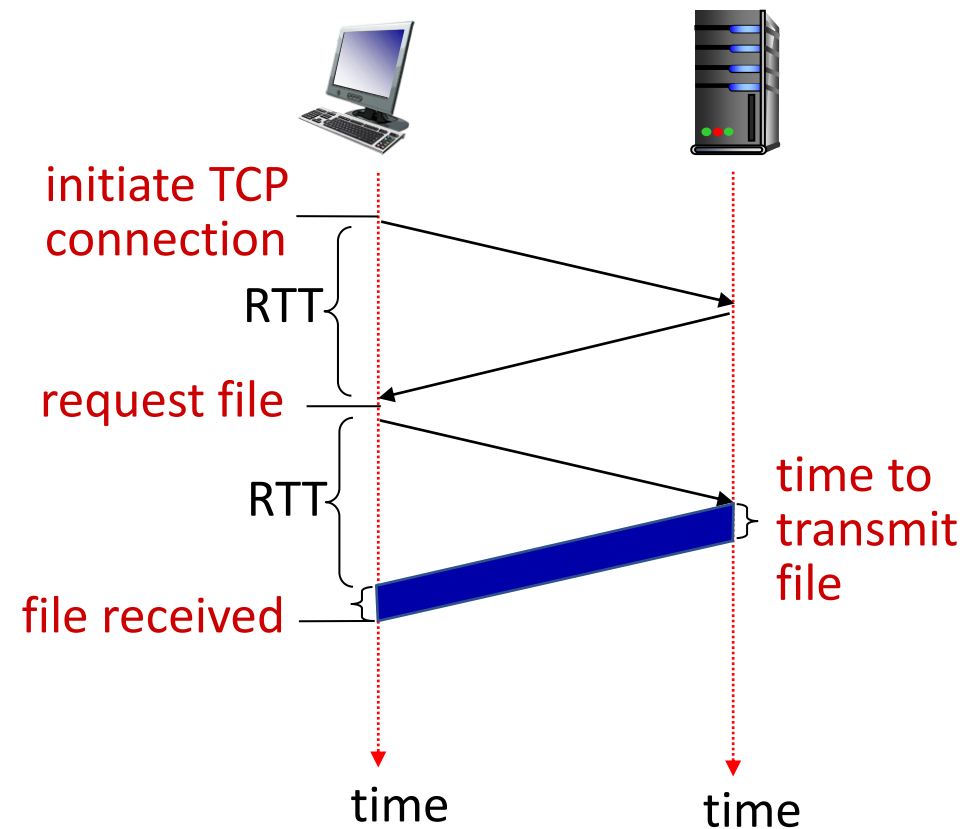 initiate TCP
connection
RTT
request file
RTT
time to
transmit
file
file received
time
time